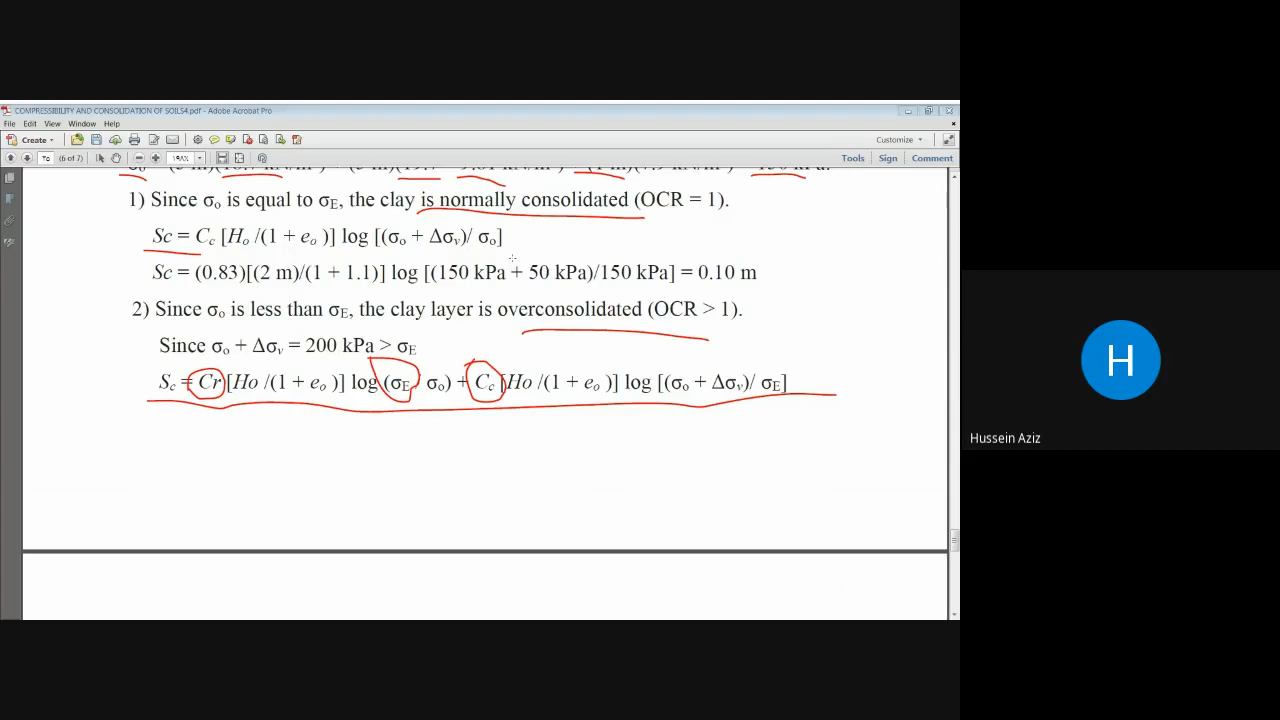 COMPRESSIBILITY AND CONSOLIDATION OF SOILS4.pdf - Adobe Acrobat Pro
File Edit View Window Help
Create Customize
٢٥ (6 of 7) ١٩٨٪ Tools Sign Comment
1) Since σₒ is equal to σE, the clay is normally consolidated (OCR = 1).
Sc = Cc [Hₒ /(1 + eₒ )] log [(σₒ + Δσᵥ)/ σₒ]
Sc = (0.83)[(2 m)/(1 + 1.1)] log [(150 kPa + 50 kPa)/150 kPa] = 0.10 m
2) Since σₒ is less than σE, the clay layer is overconsolidated (OCR > 1).
Since σₒ + Δσᵥ = 200 kPa > σE
Sc = Cr [Ho /(1 + eₒ )] log (σE/ σₒ) + Cc [Ho /(1 + eₒ )] log [(σₒ + Δσᵥ)/ σE]
H
Hussein Aziz